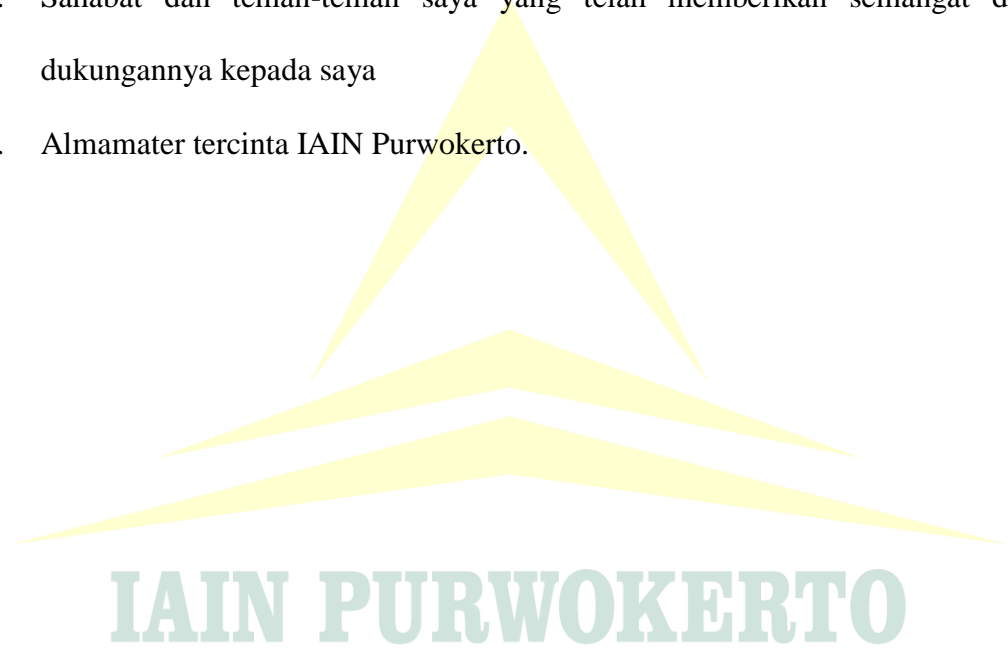 . Sahabat dan teman-teman saya yang telah memberikan semangat d
dukungannya kepada saya
. Almamater tercinta IAIN Purwokerto.
IAIN PURWOKERTO